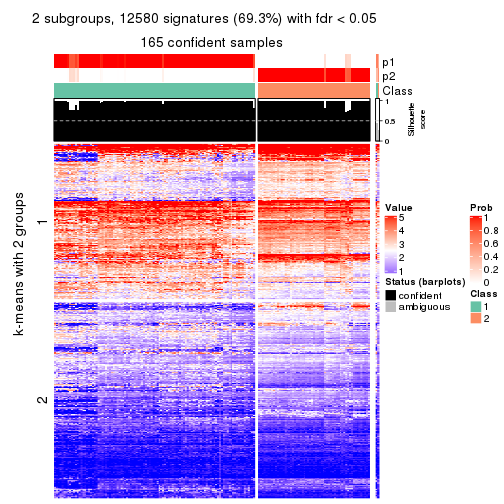 2 subgroups, 12580 signatures (69.3%) with fdr < 0.05
165 confident samples
p1
p2
Class
1
0.5
0
Silhouette
score
k-means with 2 groups
1
2
Value
5
4
3
2
1
Prob
1
0.8
0.6
0.4
0.2
0
Status (barplots)
confident
ambiguous
Class
1
2